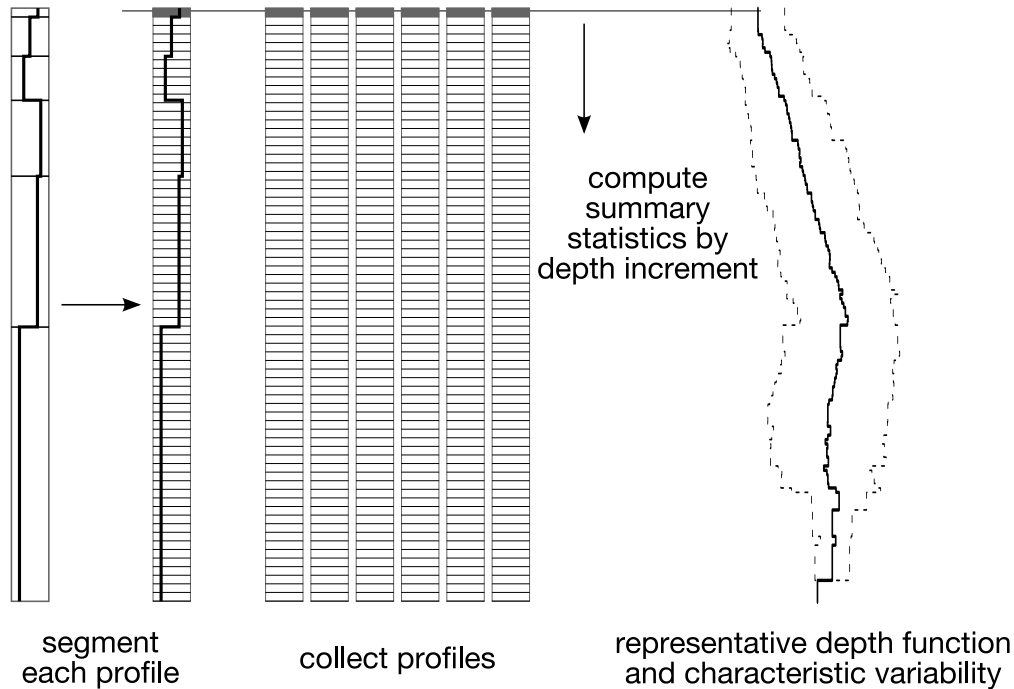 compute
summary
statistics by
depth increment
segment
each profile
collect profiles
representative depth function
and characteristic variability